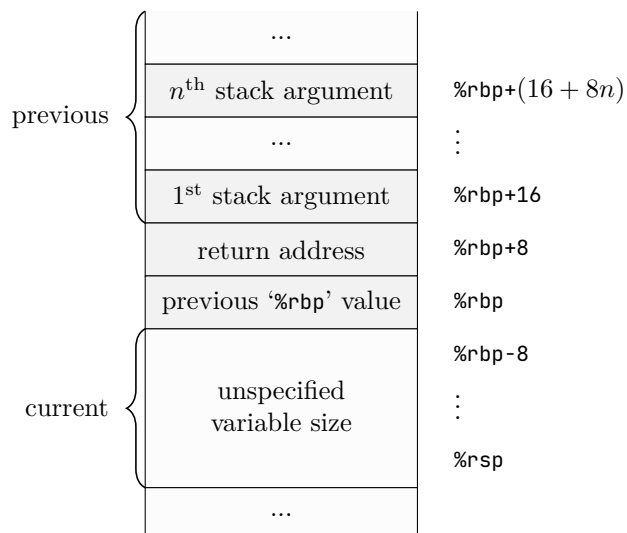 ...
nth stack argument %rbp+(16 + 8n)
previous
... ⋮
1st stack argument %rbp+16
return address %rbp+8
previous ‘%rbp’ value %rbp
%rbp-8
unspecified
current ⋮
variable size
%rsp
...